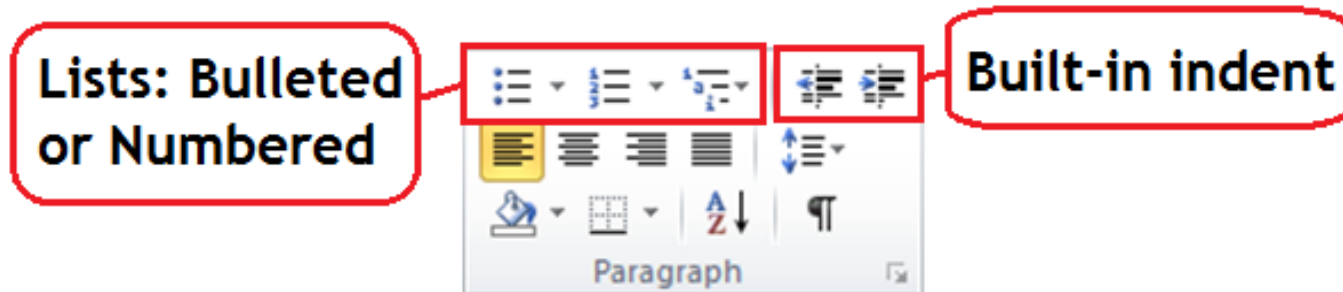 Lists: Bulleted
or Numbered
Built-in indent
Paragraph